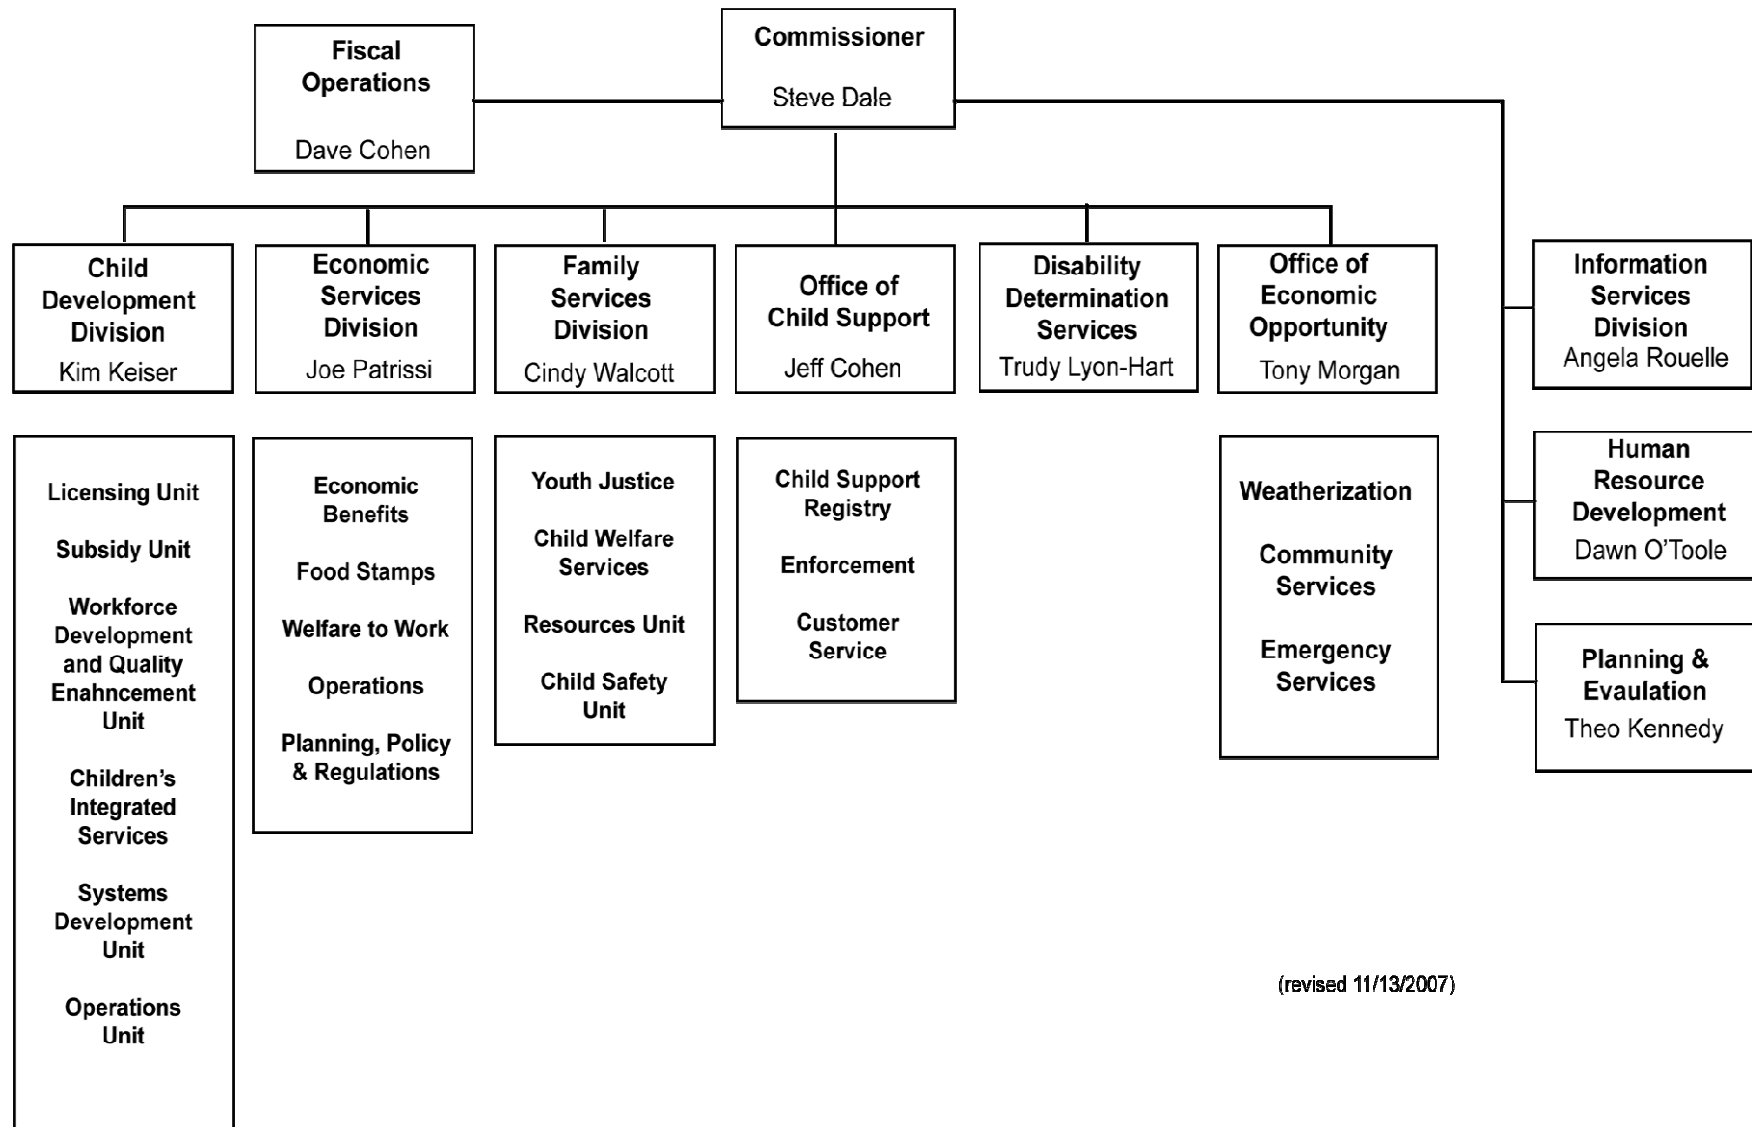 Fiscal
Operations
Dave Cohen
Commissioner
Steve Dale
Child
Development
Division
Kim Keiser
Economic
Services
Division
Joe Patrissi
Family
Services
Division
Cindy Walcott
Office of
Child Support
Jeff Cohen
Disability
Determination
Services
Trudy Lyon-Hart
Office of
Economic
Opportunity
Tony Morgan
Information
Services
Division
Angela Rouelle
Human
Resource
Development
Dawn O'Toole
Planning &
Evaulation
Theo Kennedy
Licensing Unit
Subsidy Unit
Workforce
Development
and Quality
Enahncement
Unit
Children's
Integrated
Services
Systems
Development
Unit
Operations
Unit
Economic
Benefits
Food Stamps
Welfare to Work
Operations
Planning, Policy
& Regulations
Youth Justice
Child Welfare
Services
Resources Unit
Child Safety
Unit
Child Support
Registry
Enforcement
Customer
Service
Weatherization
Community
Services
Emergency
Services
(revised 11/13/2007)